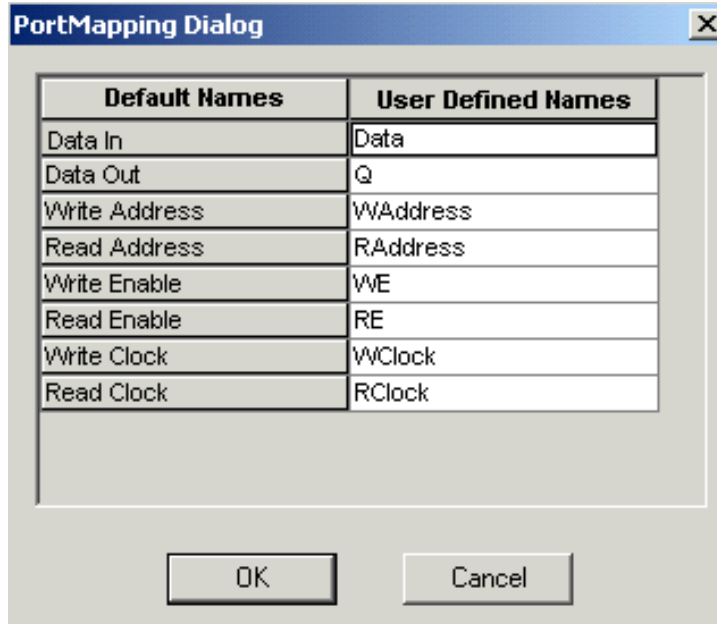 PortMapping Dialog
Default Names User Defined Names
Data In Data
Data Out Q
Write Address WAddress
Read Address RAddress
Write Enable WE
Read Enable RE
Write Clock WClock
Read Clock RClock
OK Cancel